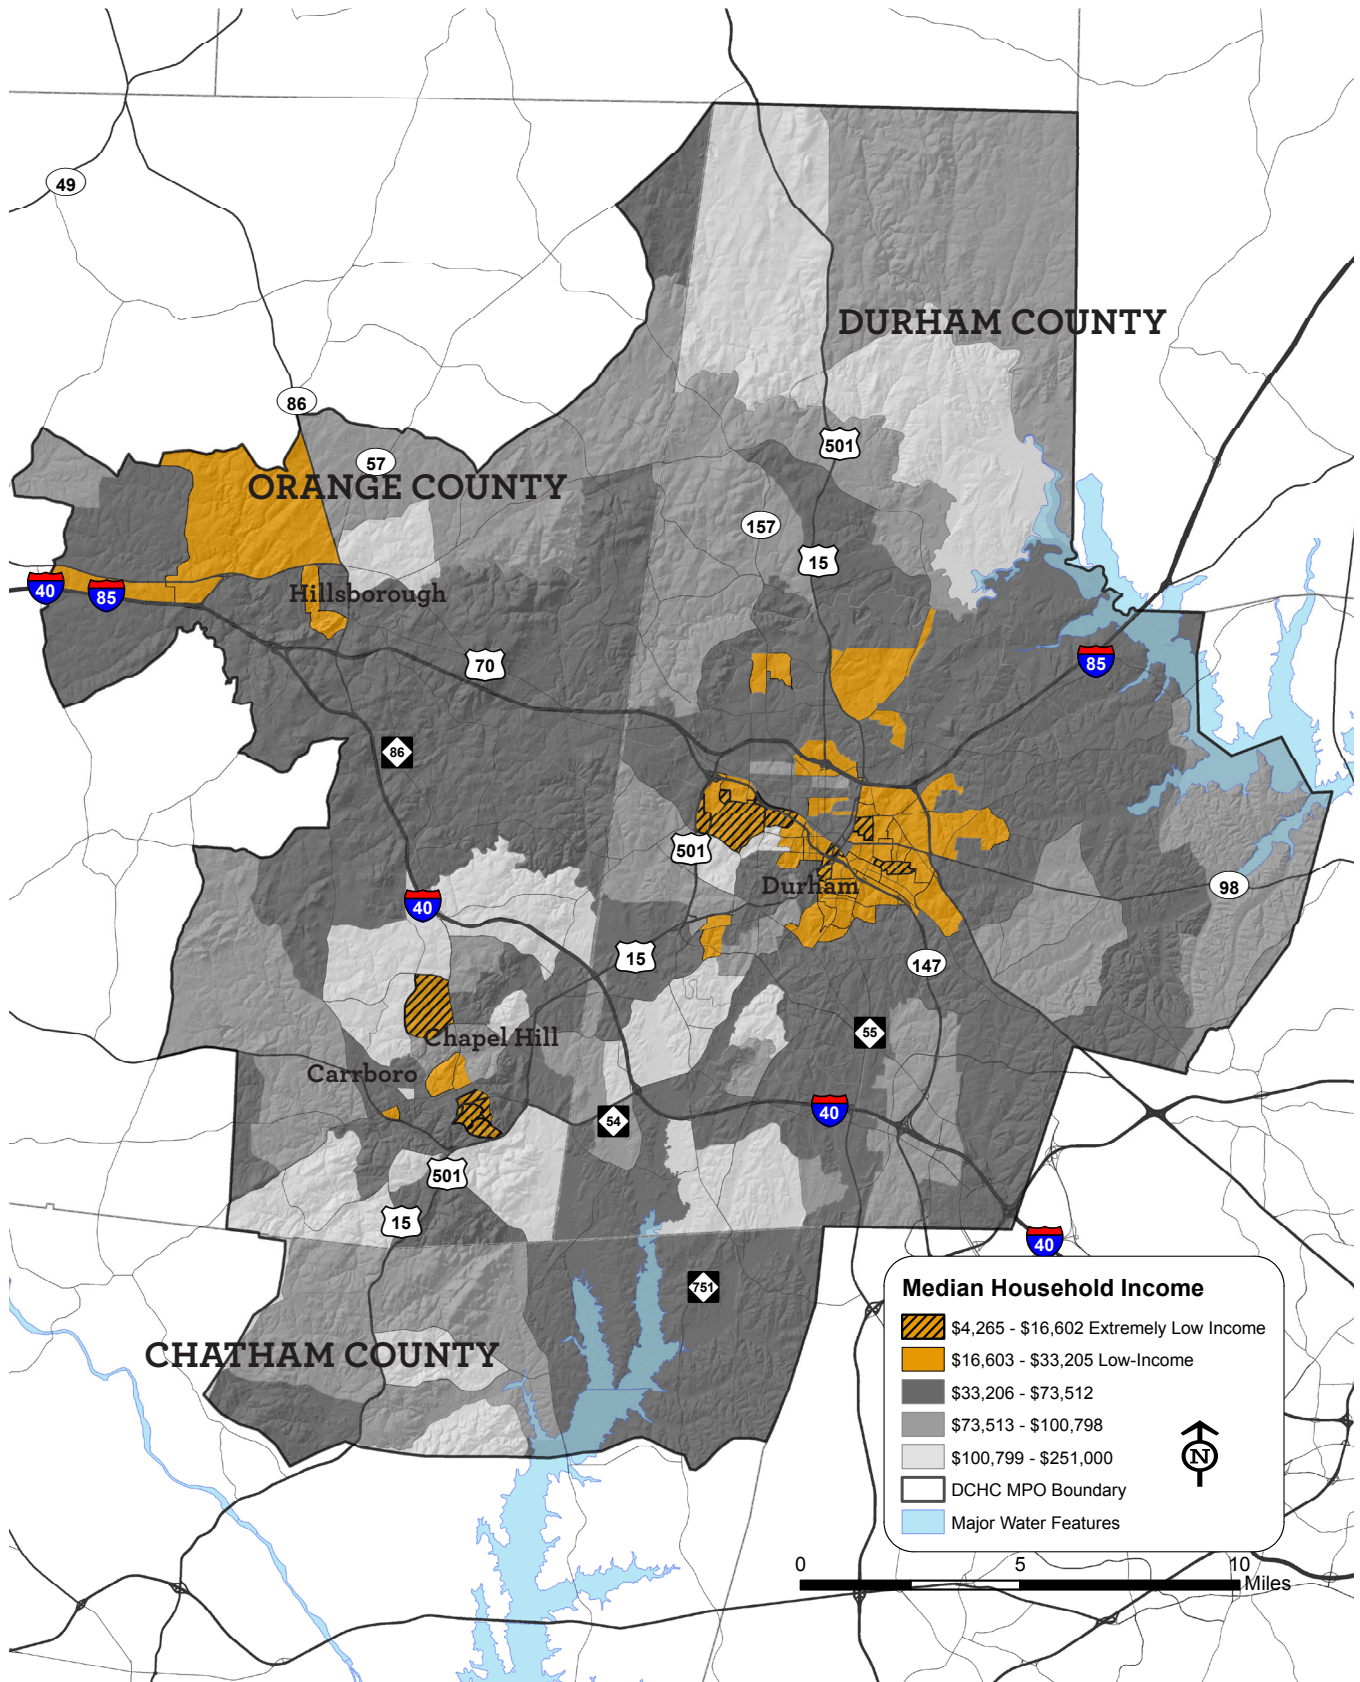 49
DURHAM COUNTY
86
501
57
ORANGE COUNTY
157
15
40
85
Hillsborough
70
85
86
501
Durham
98
40
15
147
55
Chapel Hill
Carrboro
40
54
501
15
40
751
CHATHAM COUNTY
Median Household Income
$4,265 - $16,602 Extremely Low Income
$16,603 - $33,205 Low-Income
$33,206 - $73,512
$73,513 - $100,798
$100,799 - $251,000
DCHC MPO Boundary
Major Water Features
N
0 5 10
Miles